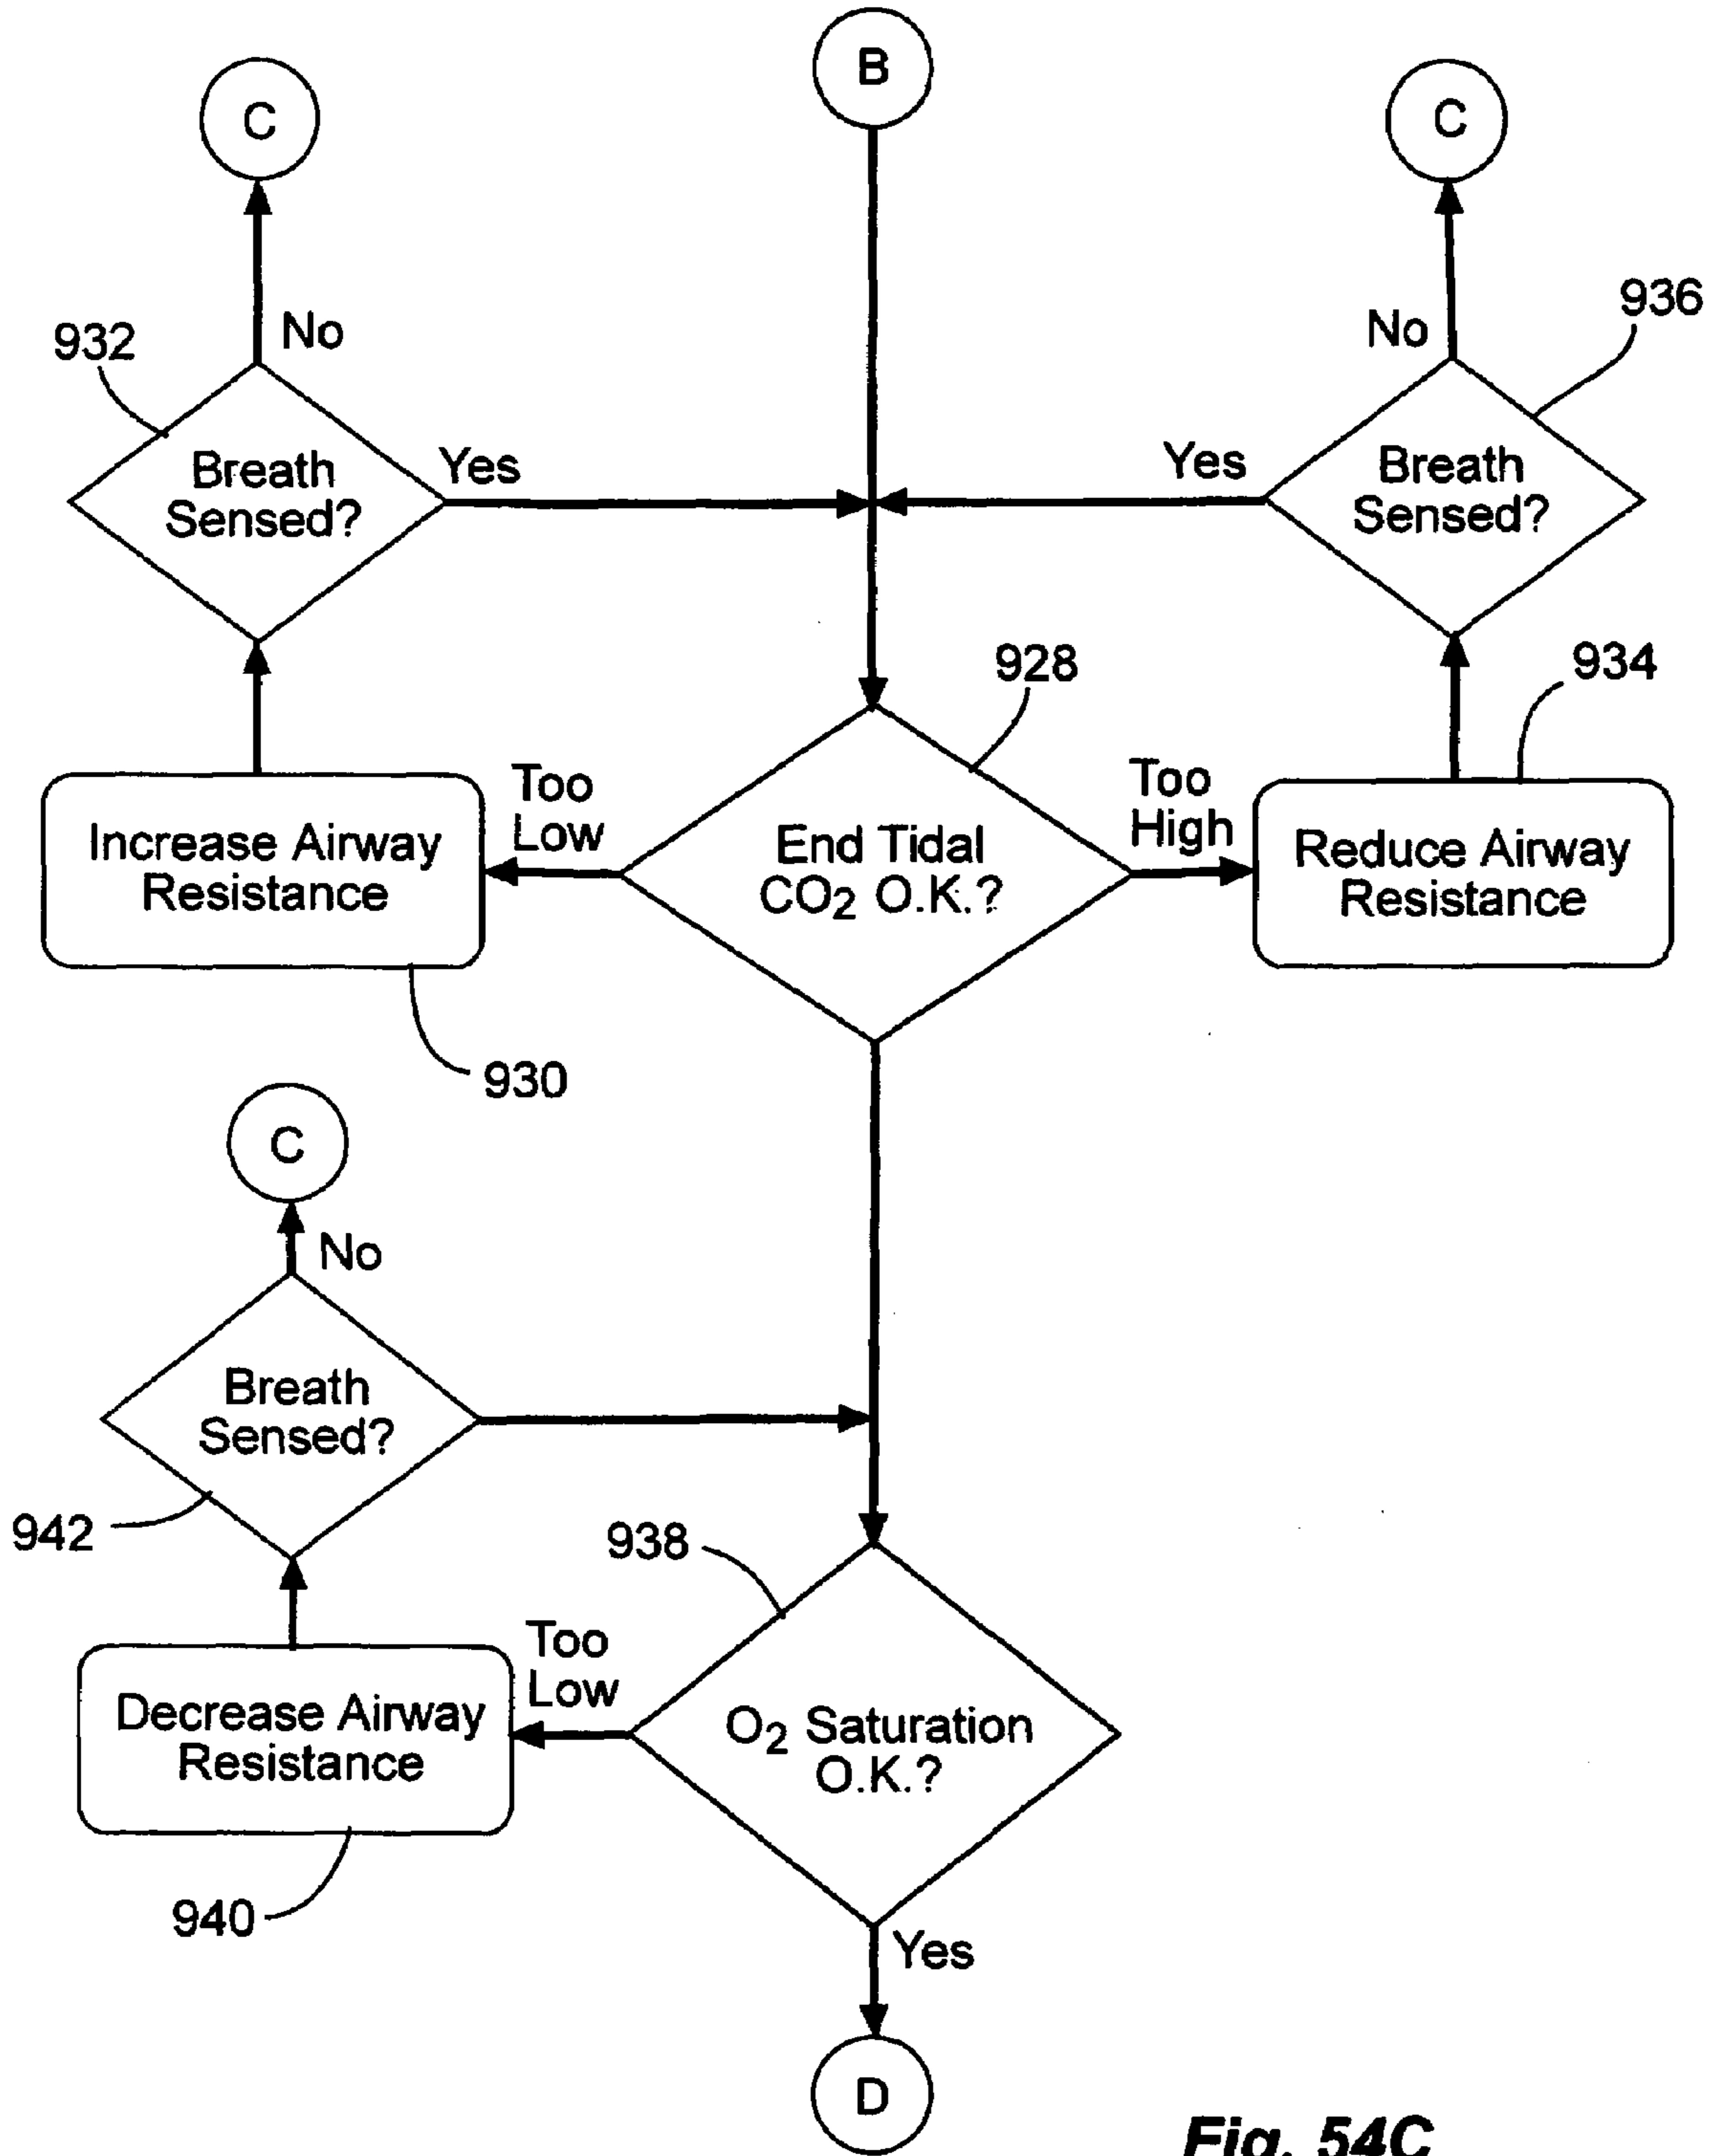 B
C
C
936
932
No
No
Breath
Sensed?
Yes
Yes
Breath
Sensed?
928
934
Increase Airway
Resistance
Too
Low
End Tidal
CO2 O.K.?
Too
High
Reduce Airway
Resistance
930
C
No
Breath
Sensed?
942
938
Decrease Airway
Resistance
Too
Low
O2 Saturation
O.K.?
940
Yes
D
Fig. 54C